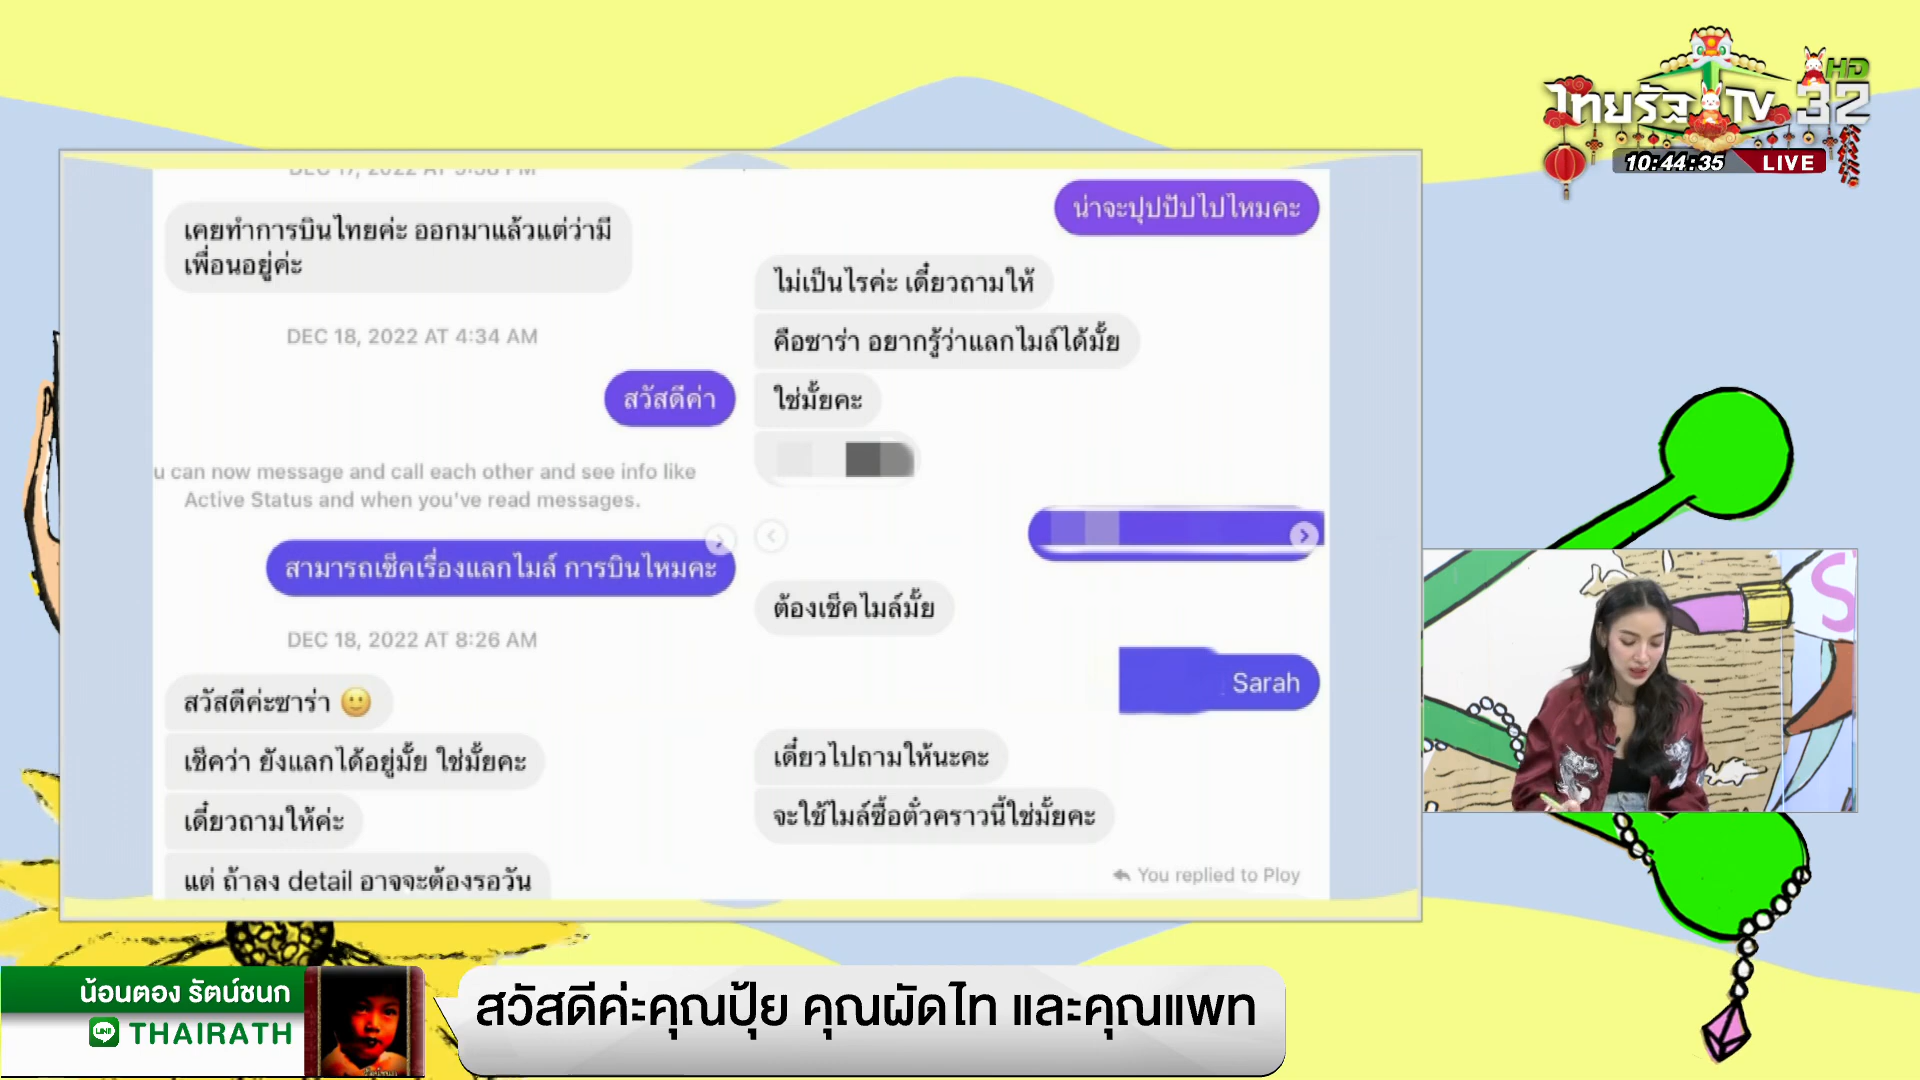 ไทยรัฐ TV 32 HD
10:44:35 LIVE
DEC 17, 2022 AT 5:38 PM
เคยทำการบินไทยค่ะ ออกมาแล้วแต่ว่ามี
เพื่อนอยู่ค่ะ
DEC 18, 2022 AT 4:34 AM
สวัสดีค่า
u can now message and call each other and see info like
Active Status and when you've read messages.
สามารถเช็คเรื่องแลกไมล์ การบินไหมคะ
DEC 18, 2022 AT 8:26 AM
สวัสดีค่ะซาร่า 🙂
เช็คว่า ยังแลกได้อยู่มั้ย ใช่มั้ยคะ
เดี๋ยวถามให้ค่ะ
แต่ ถ้าลง detail อาจจะต้องรอวัน
น่าจะปุปปัปไปไหมคะ
ไม่เป็นไรค่ะ เดี๋ยวถามให้
คือซาร่า อยากรู้ว่าแลกไมล์ได้มั้ย
ใช่มั้ยคะ
ต้องเช็คไมล์มั้ย
Sarah
เดี๋ยวไปถามให้นะคะ
จะใช้ไมล์ซื้อตั๋วคราวนี้ใช่มั้ยคะ
You replied to Ploy
S
น้อนตอง รัตน์ชนก
LINE THAIRATH
สวัสดีค่ะคุณปุ้ย คุณผัดไท และคุณแพท